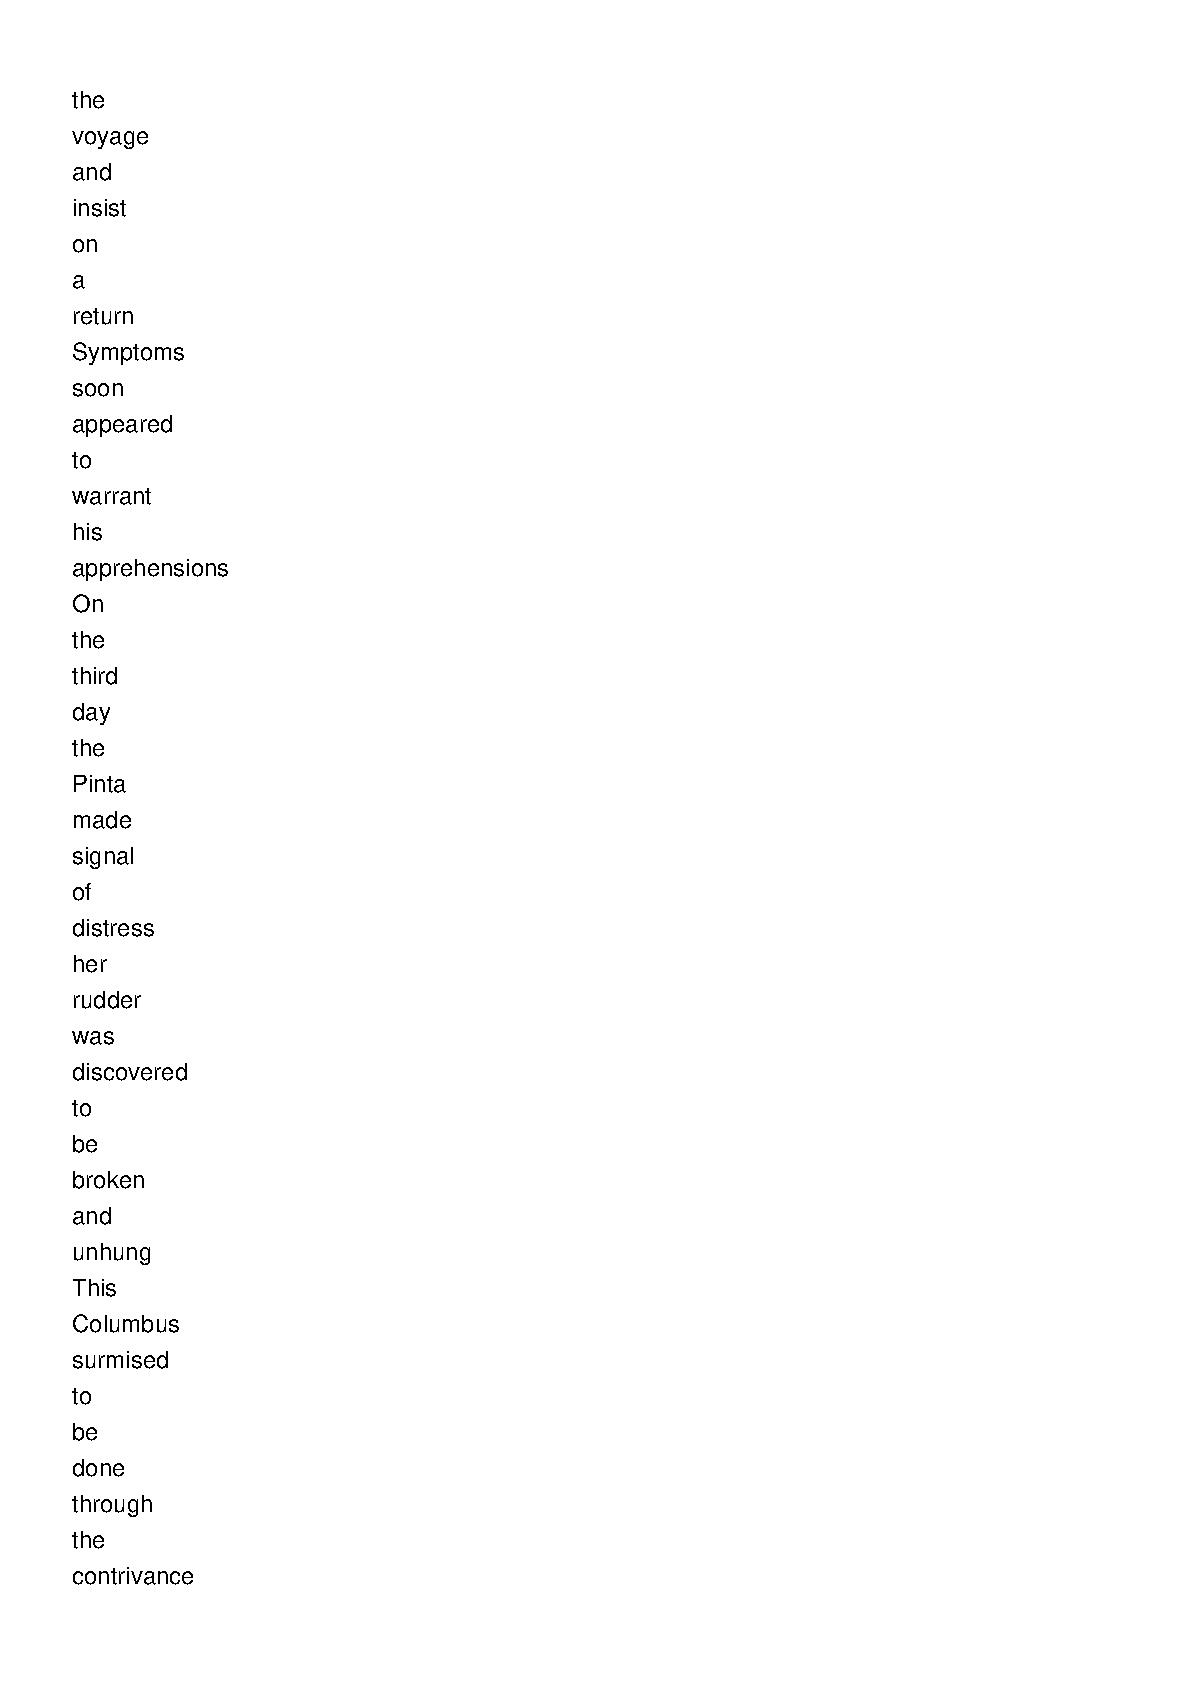 the
voyage
and
insist
on
a
return
Symptoms
soon
appeared
to
warrant
his
apprehensions
On
the
third
day
the
Pinta
made
signal
of
distress
her
rudder
was
discovered
to
be
broken
and
unhung
This
Columbus
surmised
to
be
done
through
the
contrivance